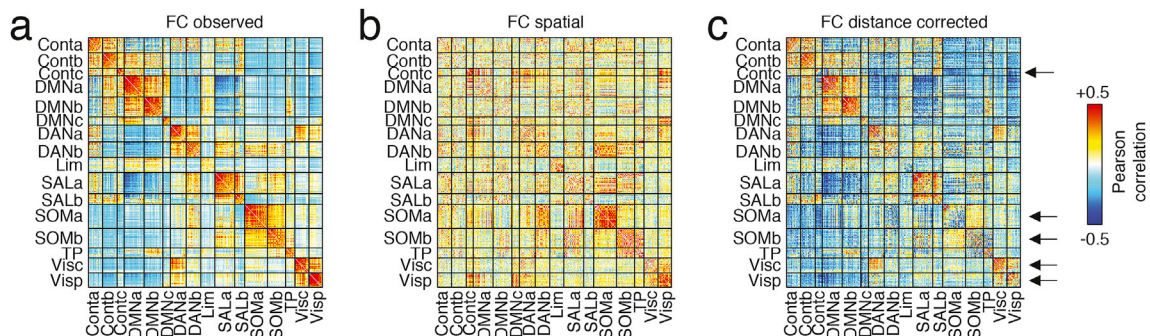 a FC observed
b FC spatial
c FC distance corrected
Conta
Contb
Contc
DMNa
DMNb
DMNc
DANa
DANb
Lim
SALa
SALb
SOMa
SOMb
TP
Visc
Visp
Conta
Contb
Contc
DMNa
DMNb
DMNc
DANa
DANb
Lim
SALa
SALb
SOMa
SOMb
TP
Visc
Visp
Conta
Contb
Contc
DMNa
DMNb
DMNc
DANa
DANb
Lim
SALa
SALb
SOMa
SOMb
TP
Visc
Visp
+0.5
Pearson
correlation
-0.5
Conta Contb Contc DMNa DMNb DMNc DANa DANb Lim SALa SALb SOMa SOMb TP Visc Visp
Conta Contb Contc DMNa DMNb DMNc DANa DANb Lim SALa SALb SOMa SOMb TP Visc Visp
Conta Contb Contc DMNa DMNb DMNc DANa DANb Lim SALa SALb SOMa SOMb TP Visc Visp